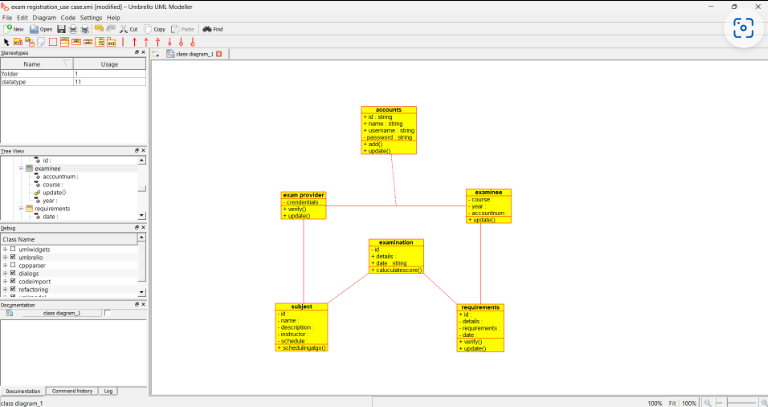 exam registration_use case.xmi [modified] – Umbrello UML Modeller
File Edit Diagram Code Settings Help
New Open Undo Redo Cut Copy Paste Find
Stereotypes
Name Usage
folder 1
datatype 11
Tree View
id :
examinee
accountnum :
course :
update()
year :
requirements
date :
Debug
Class Name
umlwidgets
umbrello
cppparser
dialogs
codeimport
refactoring
Documentation
class diagram_1
Documentation Command history Log
class diagram_1
class diagram_1
accounts
+ id : string
+ name : string
+ username : string
- password : string
+ add()
+ update()
exam provider
- crendentials
+ verify()
+ update()
examinee
- course :
- year :
- accountnum :
+ update()
examination
- id :
+ details :
+ date : string
+ caluculatescore()
subject
- id :
- name :
- description :
- instructor :
- schedule
+ schedulingalgo()
requirements
+ id :
- details :
- requirements :
- date :
+ verify()
+ update()
100% Fit 100%